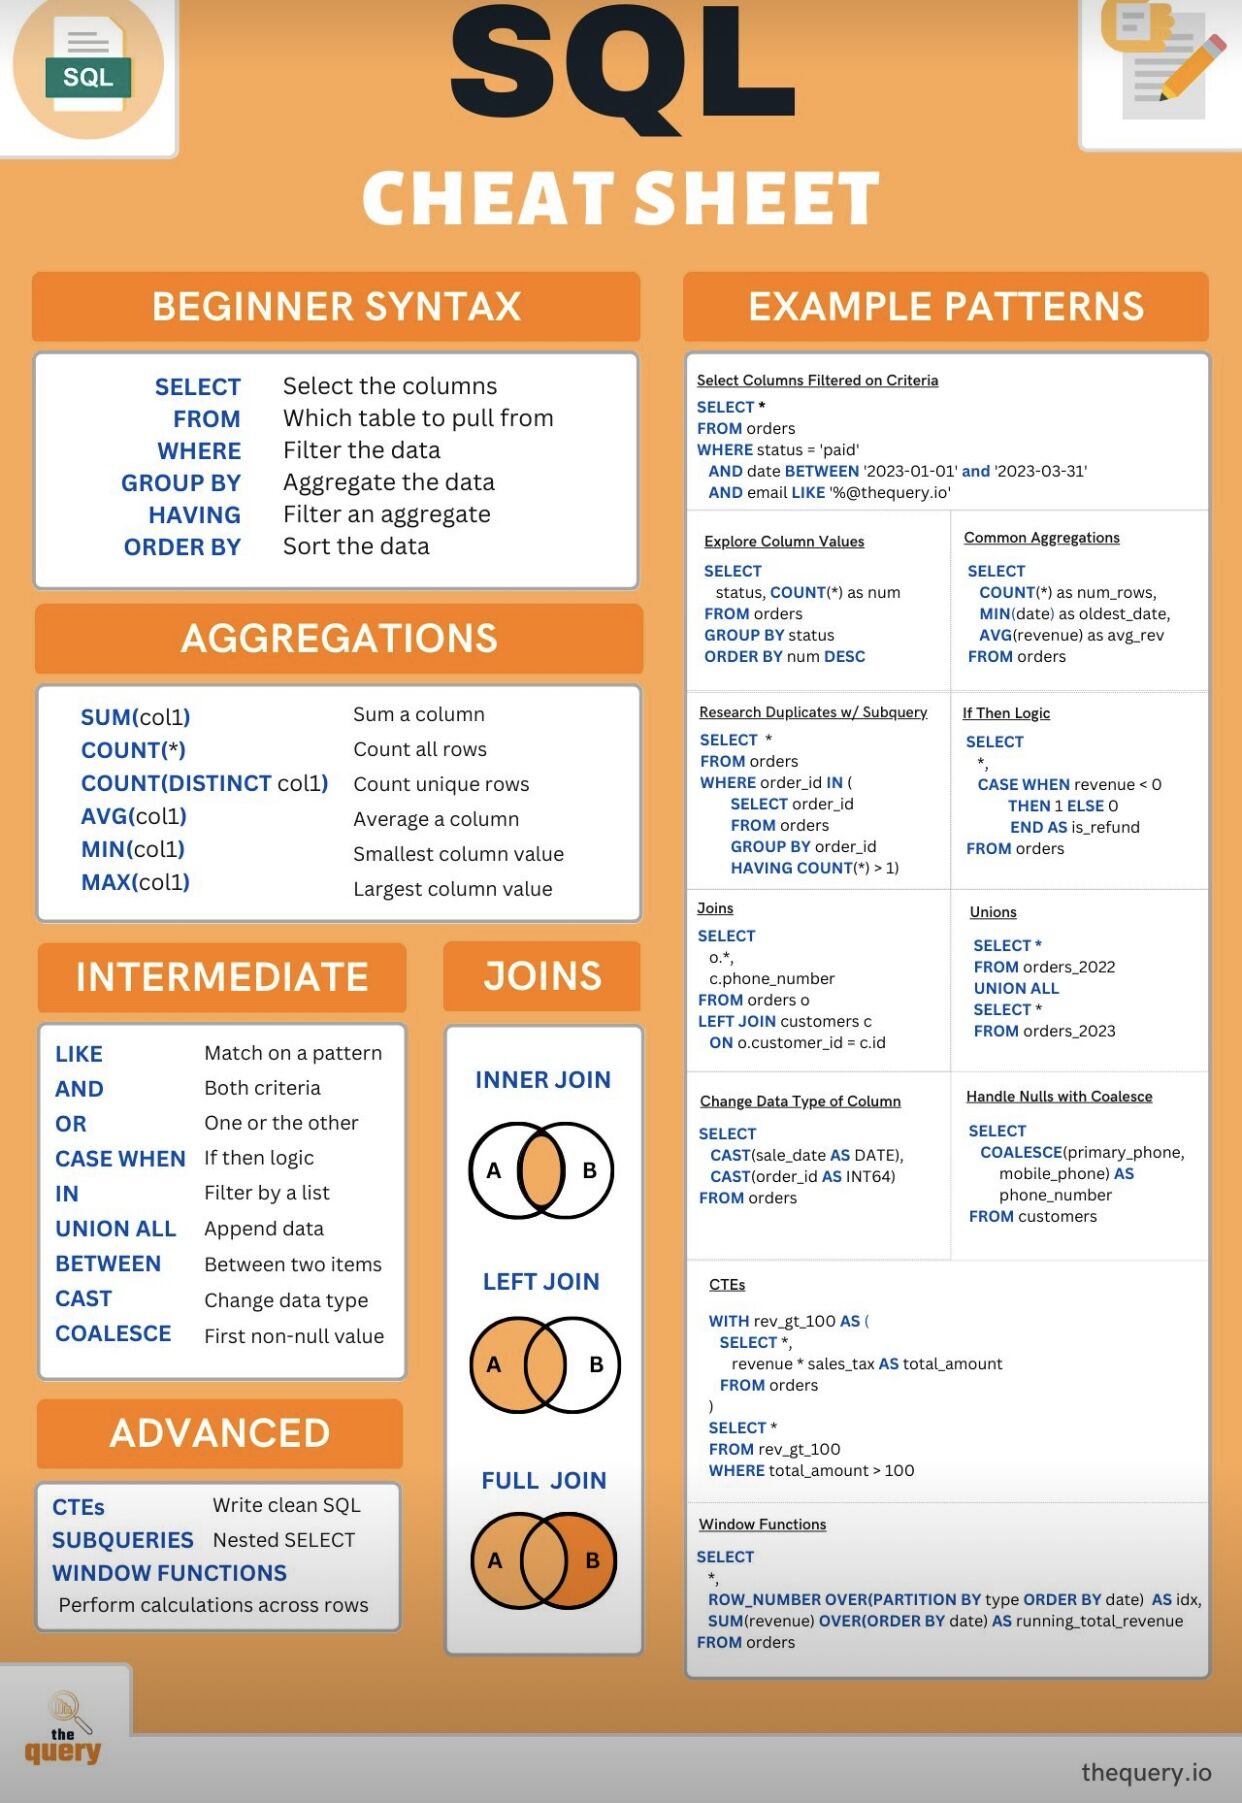 SQL
SQL
CHEAT SHEET
BEGINNER SYNTAX
SELECT Select the columns
FROM Which table to pull from
WHERE Filter the data
GROUP BY Aggregate the data
HAVING Filter an aggregate
ORDER BY Sort the data
AGGREGATIONS
SUM(col1) Sum a column
COUNT(*) Count all rows
COUNT(DISTINCT col1) Count unique rows
AVG(col1) Average a column
MIN(col1) Smallest column value
MAX(col1) Largest column value
INTERMEDIATE
LIKE Match on a pattern
AND Both criteria
OR One or the other
CASE WHEN If then logic
IN Filter by a list
UNION ALL Append data
BETWEEN Between two items
CAST Change data type
COALESCE First non-null value
JOINS
INNER JOIN
A B
LEFT JOIN
A B
FULL JOIN
A B
ADVANCED
CTEs Write clean SQL
SUBQUERIES Nested SELECT
WINDOW FUNCTIONS
Perform calculations across rows
EXAMPLE PATTERNS
Select Columns Filtered on Criteria
SELECT *
FROM orders
WHERE status = 'paid'
AND date BETWEEN '2023-01-01' and '2023-03-31'
AND email LIKE '%@thequery.io'
Explore Column Values
SELECT
status, COUNT(*) as num
FROM orders
GROUP BY status
ORDER BY num DESC
Common Aggregations
SELECT
COUNT(*) as num_rows,
MIN(date) as oldest_date,
AVG(revenue) as avg_rev
FROM orders
Research Duplicates w/ Subquery
SELECT *
FROM orders
WHERE order_id IN (
SELECT order_id
FROM orders
GROUP BY order_id
HAVING COUNT(*) > 1)
If Then Logic
SELECT
*,
CASE WHEN revenue < 0
THEN 1 ELSE 0
END AS is_refund
FROM orders
Joins
SELECT
o.*,
c.phone_number
FROM orders o
LEFT JOIN customers c
ON o.customer_id = c.id
Unions
SELECT *
FROM orders_2022
UNION ALL
SELECT *
FROM orders_2023
Change Data Type of Column
SELECT
CAST(sale_date AS DATE),
CAST(order_id AS INT64)
FROM orders
Handle Nulls with Coalesce
SELECT
COALESCE(primary_phone,
mobile_phone) AS
phone_number
FROM customers
CTEs
WITH rev_gt_100 AS (
SELECT *,
revenue * sales_tax AS total_amount
FROM orders
)
SELECT *
FROM rev_gt_100
WHERE total_amount > 100
Window Functions
SELECT
*,
ROW_NUMBER OVER(PARTITION BY type ORDER BY date) AS idx,
SUM(revenue) OVER(ORDER BY date) AS running_total_revenue
FROM orders
the
query
thequery.io